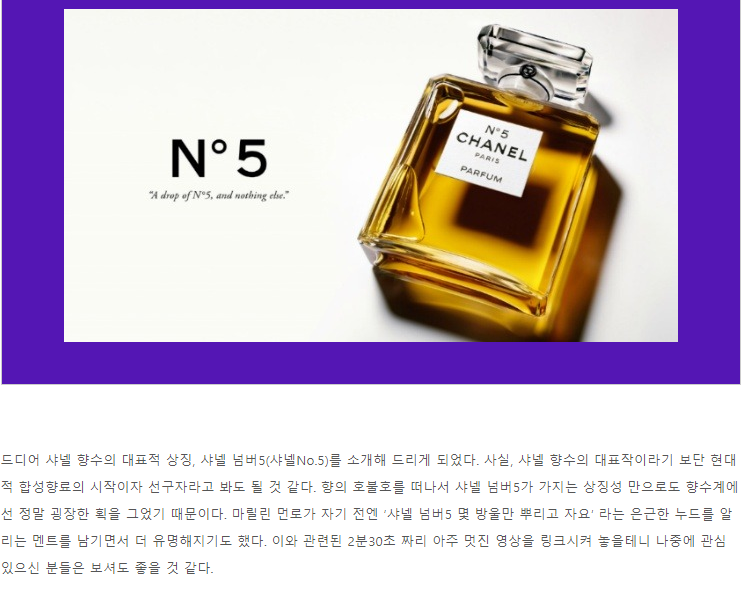 N°5
"A drop of N°5, and nothing else."
N°5
CHANEL
PARIS
PARFUM
드디어 샤넬 향수의 대표적 상징, 샤넬 넘버5(샤넬No.5)를 소개해 드리게 되었다. 사실, 샤넬 향수의 대표작이라기 보단 현대
적 합성향료의 시작이자 선구자라고 봐도 될 것 같다. 향의 호불호를 떠나서 샤넬 넘버5가 가지는 상징성 만으로도 향수계에
선 정말 굉장한 획을 그었기 때문이다. 마릴린 먼로가 자기 전엔 '샤넬 넘버5 몇 방울만 뿌리고 자요' 라는 은근한 누드를 알
리는 멘트를 남기면서 더 유명해지기도 했다. 이와 관련된 2분30초 짜리 아주 멋진 영상을 링크시켜 놓을테니 나중에 관심
있으신 분들은 보셔도 좋을 것 같다.